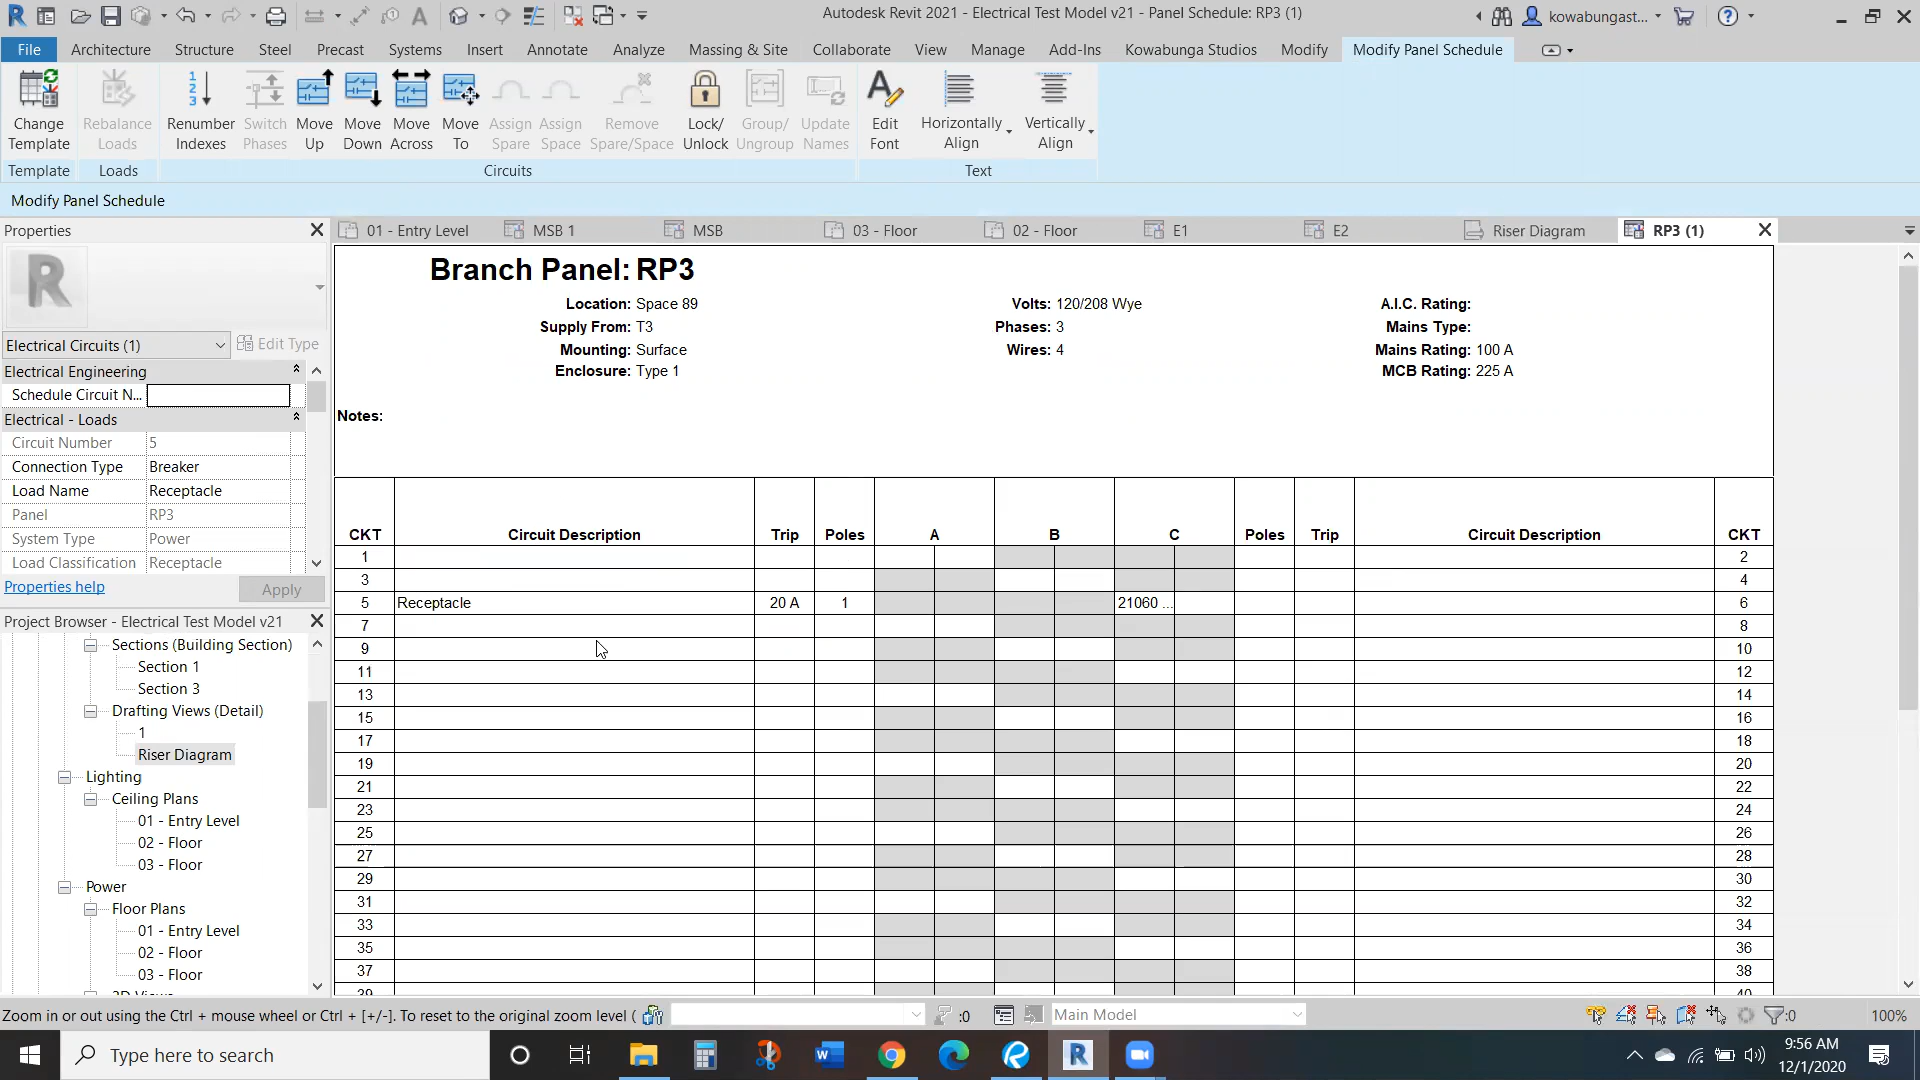 Autodesk Revit 2021 - Electrical Test Model v21 - Panel Schedule: RP3 (1)
kowabungast...
File Architecture Structure Steel Precast Systems Insert Annotate Analyze Massing & Site Collaborate View Manage Add-Ins Kowabunga Studios Modify Modify Panel Schedule
Change Template
Rebalance Loads
Renumber Indexes
Switch Phases
Move Up
Move Down
Move Across
Move To
Assign Spare
Assign Space
Remove Spare/Space
Lock/ Unlock
Group/ Ungroup
Update Names
Edit Font
Horizontally Align
Vertically Align
Template Loads Circuits Text
Modify Panel Schedule
Properties
01 - Entry Level MSB 1 MSB 03 - Floor 02 - Floor E1 E2 Riser Diagram RP3 (1)
Electrical Circuits (1) Edit Type
Electrical Engineering
Schedule Circuit N...
Electrical - Loads
Circuit Number 5
Connection Type Breaker
Load Name Receptacle
Panel RP3
System Type Power
Load Classification Receptacle
Properties help Apply
Project Browser - Electrical Test Model v21
Sections (Building Section)
Section 1
Section 3
Drafting Views (Detail)
1
Riser Diagram
Lighting
Ceiling Plans
01 - Entry Level
02 - Floor
03 - Floor
Power
Floor Plans
01 - Entry Level
02 - Floor
03 - Floor
Branch Panel: RP3
Location: Space 89 Volts: 120/208 Wye A.I.C. Rating:
Supply From: T3 Phases: 3 Mains Type:
Mounting: Surface Wires: 4 Mains Rating: 100 A
Enclosure: Type 1 MCB Rating: 225 A
Notes:
CKT Circuit Description Trip Poles A B C Poles Trip Circuit Description CKT
1 2
3 4
5 Receptacle 20 A 1 21060 ... 6
7 8
9 10
11 12
13 14
15 16
17 18
19 20
21 22
23 24
25 26
27 28
29 30
31 32
33 34
35 36
37 38
39 40
Zoom in or out using the Ctrl + mouse wheel or Ctrl + [+/-]. To reset to the original zoom level ( :0 Main Model :0 100%
Type here to search
9:56 AM
12/1/2020